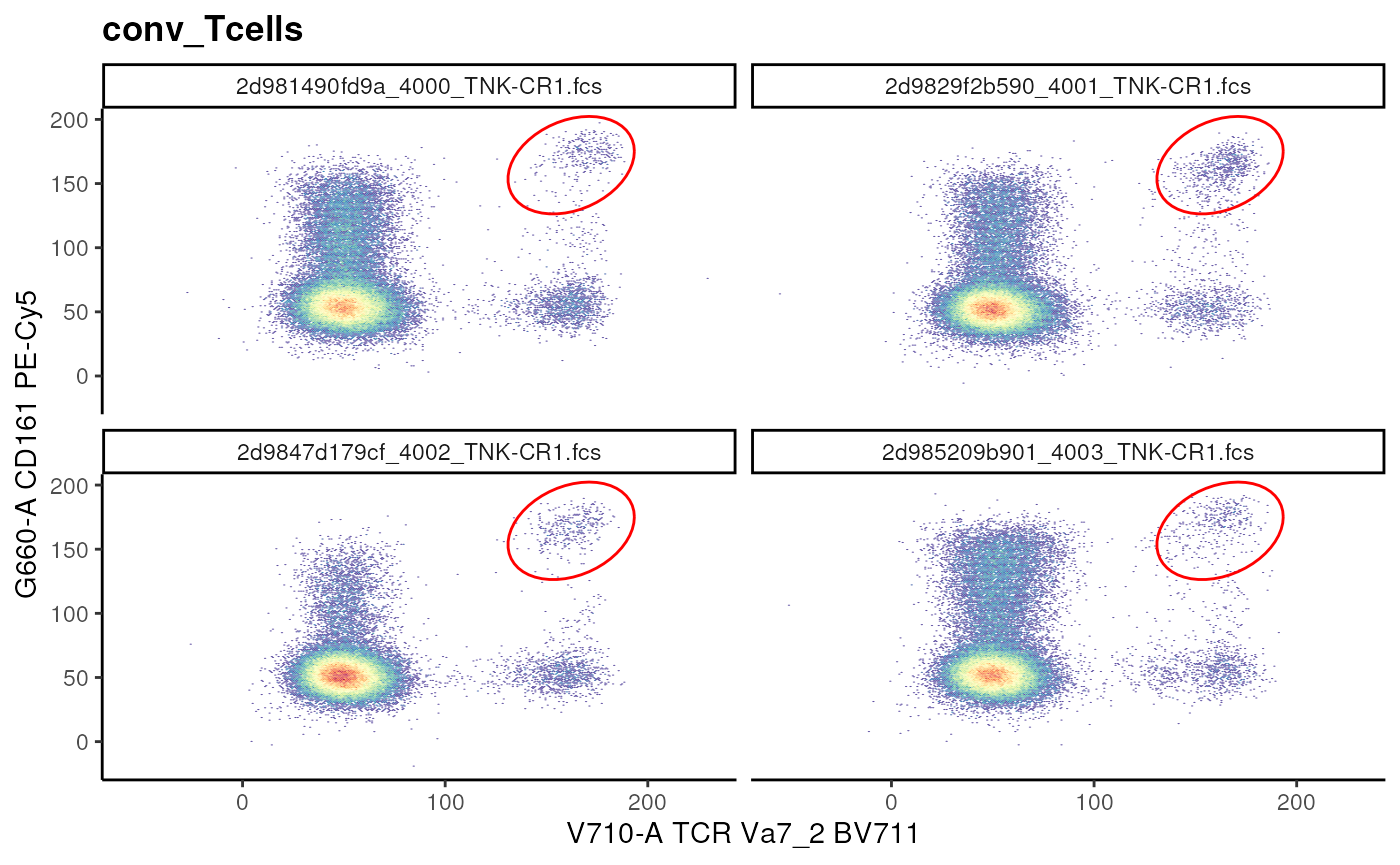 conv_Tcells
2d981490fd9a_4000_TNK-CR1.fcs
2d9829f2b590_4001_TNK-CR1.fcs
200
150
100
50
0
2d9847d179cf_4002_TNK-CR1.fcs
2d985209b901_4003_TNK-CR1.fcs
200
150
100
50
0
G660-A CD161 PE-Cy5
0 100 200
0 100 200
V710-A TCR Va7_2 BV711